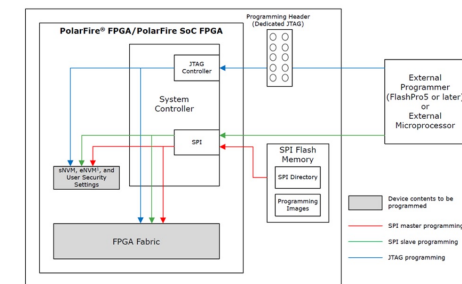 Programming Header
(Dedicated JTAG)
PolarFire® FPGA/PolarFire SoC FPGA
JTAG
Controller
System
Controller
SPI
External
Programmer
(FlashPro5 or later)
or
External
Microprocessor
SPI Flash
Memory
SPI Directory
Programming
Images
sNVM, eNVM¹, and
User Security
Settings
FPGA Fabric
Device contents to be
programmed
SPI master programming
SPI slave programming
JTAG programming